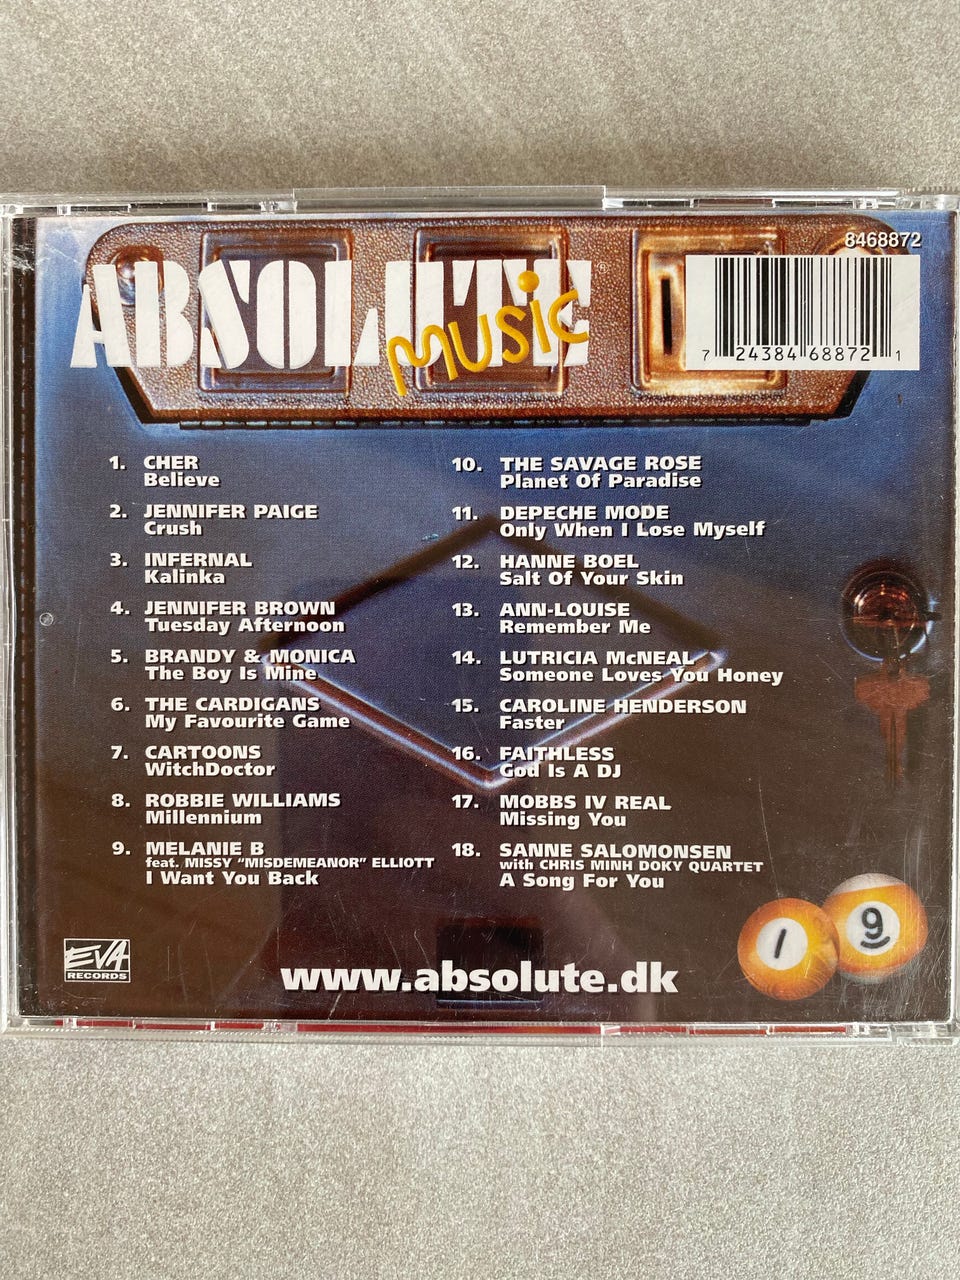 8468872
ABSOLUTE®
music
7 24384 68872 1
1. CHER
Believe
2. JENNIFER PAIGE
Crush
3. INFERNAL
Kalinka
4. JENNIFER BROWN
Tuesday Afternoon
5. BRANDY & MONICA
The Boy Is Mine
6. THE CARDIGANS
My Favourite Game
7. CARTOONS
WitchDoctor
8. ROBBIE WILLIAMS
Millennium
9. MELANIE B
feat. MISSY "MISDEMEANOR" ELLIOTT
I Want You Back
10. THE SAVAGE ROSE
Planet Of Paradise
11. DEPECHE MODE
Only When I Lose Myself
12. HANNE BOEL
Salt Of Your Skin
13. ANN-LOUISE
Remember Me
14. LUTRICIA McNEAL
Someone Loves You Honey
15. CAROLINE HENDERSON
Faster
16. FAITHLESS
God Is A DJ
17. MOBBS IV REAL
Missing You
18. SANNE SALOMONSEN
with CHRIS MINH DOKY QUARTET
A Song For You
1 9
EVA
RECORDS
www.absolute.dk